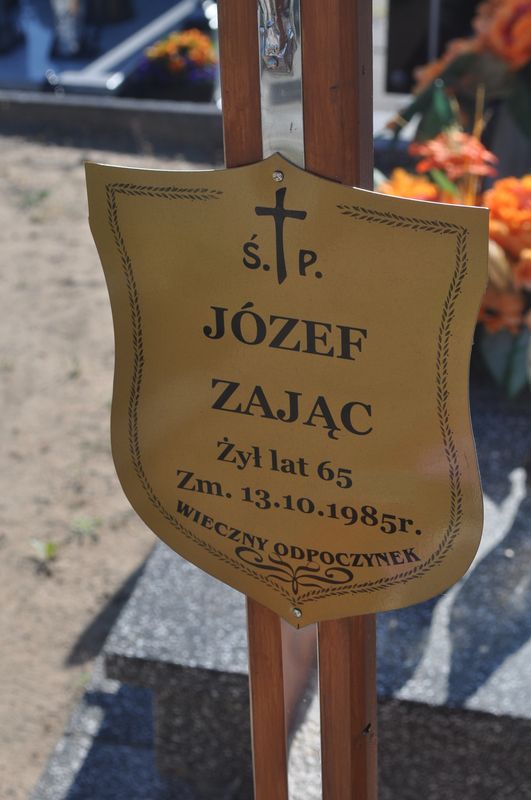 Ś. P.
JÓZEF
ZAJĄC
Żył lat 65
Zm. 13.10.1985r.
WIECZNY ODPOCZYNEK